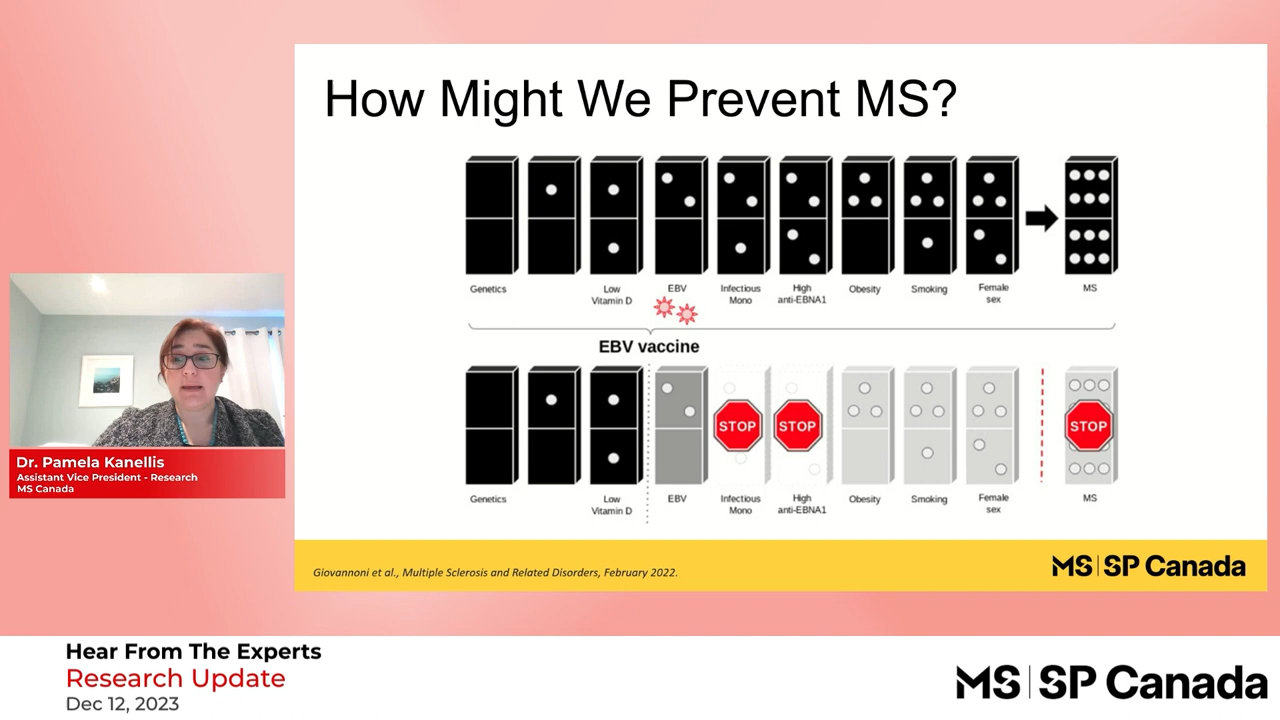 How Might We Prevent MS?
Genetics
Low
Vitamin D
EBV
Infectious
Mono
High
anti-EBNA1
Obesity
Smoking
Female
sex
MS
EBV vaccine
STOP
STOP
STOP
Genetics
Low
Vitamin D
EBV
Infectious
Mono
High
anti-EBNA1
Obesity
Smoking
Female
sex
MS
Dr. Pamela Kanellis
Assistant Vice President - Research
MS Canada
Giovannoni et al., Multiple Sclerosis and Related Disorders, February 2022.
MS | SP Canada
Hear From The Experts
Research Update
Dec 12, 2023
MS | SP Canada